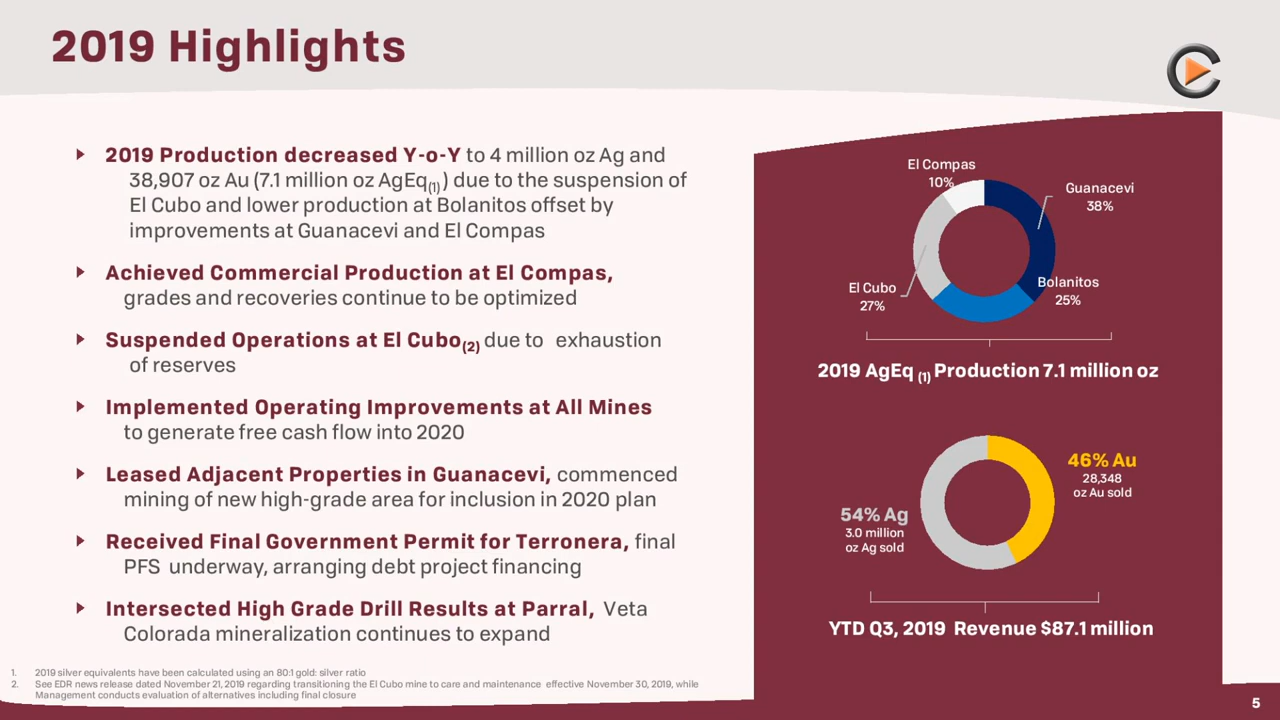 2019 Highlights
2019 Production decreased Y-o-Y to 4 million oz Ag and
38,907 oz Au (7.1 million oz AgEq(1)) due to the suspension of
El Cubo and lower production at Bolanitos offset by
improvements at Guanacevi and El Compas
Achieved Commercial Production at El Compas,
grades and recoveries continue to be optimized
Suspended Operations at El Cubo(2) due to exhaustion
of reserves
Implemented Operating Improvements at All Mines
to generate free cash flow into 2020
Leased Adjacent Properties in Guanacevi, commenced
mining of new high-grade area for inclusion in 2020 plan
Received Final Government Permit for Terronera, final
PFS underway, arranging debt project financing
Intersected High Grade Drill Results at Parral, Veta
Colorada mineralization continues to expand
El Compas
10%
Guanacevi
38%
Bolanitos
25%
El Cubo
27%
2019 AgEq (1) Production 7.1 million oz
46% Au
28,348
oz Au sold
54% Ag
3.0 million
oz Ag sold
YTD Q3, 2019 Revenue $87.1 million
1. 2019 silver equivalents have been calculated using an 80:1 gold: silver ratio
2. See EDR news release dated November 21, 2019 regarding transitioning the El Cubo mine to care and maintenance effective November 30, 2019, while
Management conducts evaluation of alternatives including final closure
5